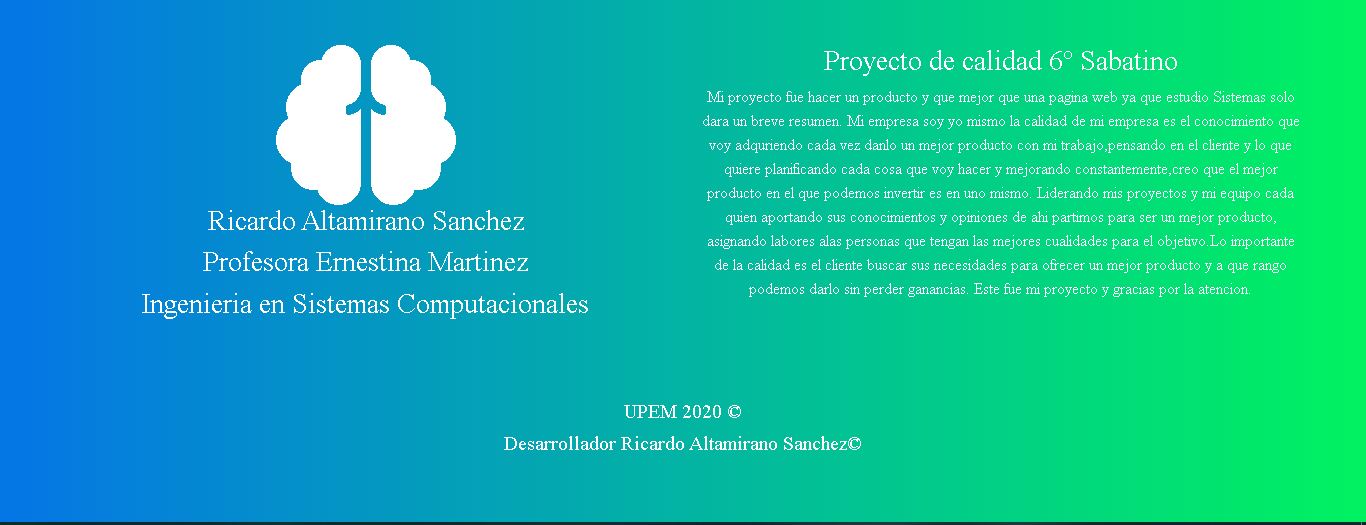 Ricardo Altamirano Sanchez
Profesora Ernestina Martinez
Ingenieria en Sistemas Computacionales
Proyecto de calidad 6° Sabatino
Mi proyecto fue hacer un producto y que mejor que una pagina web ya que estudio Sistemas solo
dara un breve resumen. Mi empresa soy yo mismo la calidad de mi empresa es el conocimiento que
voy adquriendo cada vez danlo un mejor producto con mi trabajo,pensando en el cliente y lo que
quiere planificando cada cosa que voy hacer y mejorando constantemente,creo que el mejor
producto en el que podemos invertir es en uno mismo. Liderando mis proyectos y mi equipo cada
quien aportando sus conocimientos y opiniones de ahi partimos para ser un mejor producto,
asignando labores alas personas que tengan las mejores cualidades para el objetivo.Lo importante
de la calidad es el cliente buscar sus necesidades para ofrecer un mejor producto y a que rango
podemos darlo sin perder ganancias. Este fue mi proyecto y gracias por la atencion.
UPEM 2020 ©
Desarrollador Ricardo Altamirano Sanchez©